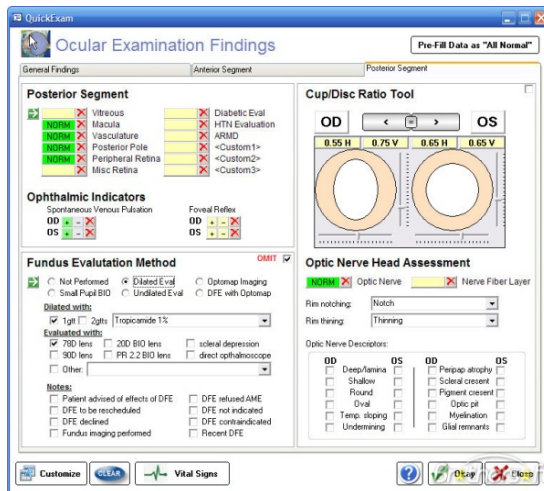 QuickExam
Ocular Examination Findings
Pre-Fill Data as "All Normal"
General Findings Anterior Segment Posterior Segment
Posterior Segment
Vitreous
NORM Macula
NORM Vasculature
NORM Posterior Pole
NORM Peripheral Retina
Misc Retina
Diabetic Eval
HTN Evaluation
ARMD
<Custom1>
<Custom2>
<Custom3>
Ophthalmic Indicators
Spontaneous Venous Pulsation Foveal Reflex
OD + - OD + -
OS + - OS + -
Fundus Evalutation Method OMIT
Not Performed Dilated Eval Optomap Imaging
Small Pupil BIO Undilated Eval DFE with Optomap
Dilated with:
1gtt 2gtts Tropicamide 1%
Evaluated with:
78D lens 20D BIO lens scleral depression
90D lens PR 2.2 BIO lens direct opthalmoscope
Other:
Notes:
Patient advised of effects of DFE DFE refused AME
DFE to be rescheduled DFE not indicated
DFE declined DFE contraindicated
Fundus imaging performed Recent DFE
Cup/Disc Ratio Tool
OD < = > OS
0.55 H 0.75 V 0.65 H 0.65 V
Optic Nerve Head Assessment
NORM Optic Nerve Nerve Fiber Layer
Rim notching: Notch
Rim thining: Thinning
Optic Nerve Descriptors:
OD OS OD OS
Deep/lamina Peripap atrophy
Shallow Scleral cresent
Round Pigment cresent
Oval Optic pit
Temp. sloping Myelination
Undermining Glial remnants
Customize CLEAR Vital Signs ? Okay Close